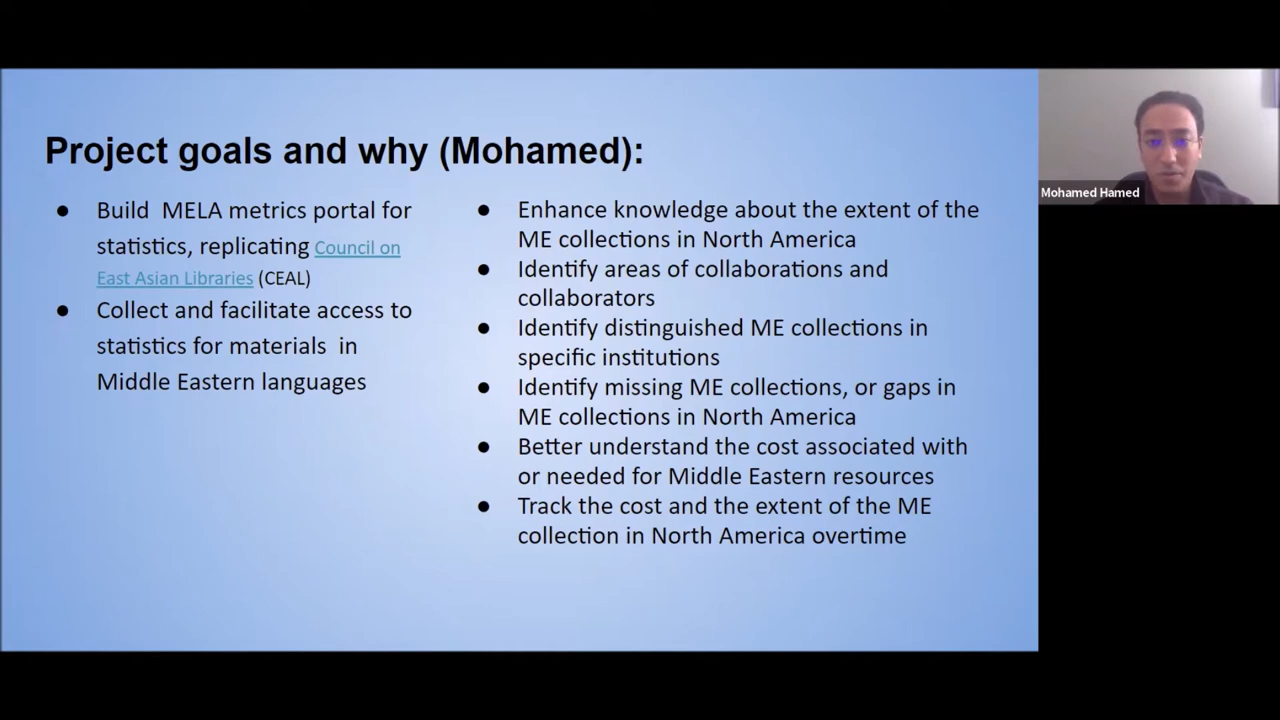 Project goals and why (Mohamed):
Build MELA metrics portal for
statistics, replicating Council on
East Asian Libraries (CEAL)
Collect and facilitate access to
statistics for materials in
Middle Eastern languages
Enhance knowledge about the extent of the
ME collections in North America
Identify areas of collaborations and
collaborators
Identify distinguished ME collections in
specific institutions
Identify missing ME collections, or gaps in
ME collections in North America
Better understand the cost associated with
or needed for Middle Eastern resources
Track the cost and the extent of the ME
collection in North America overtime
Mohamed Hamed